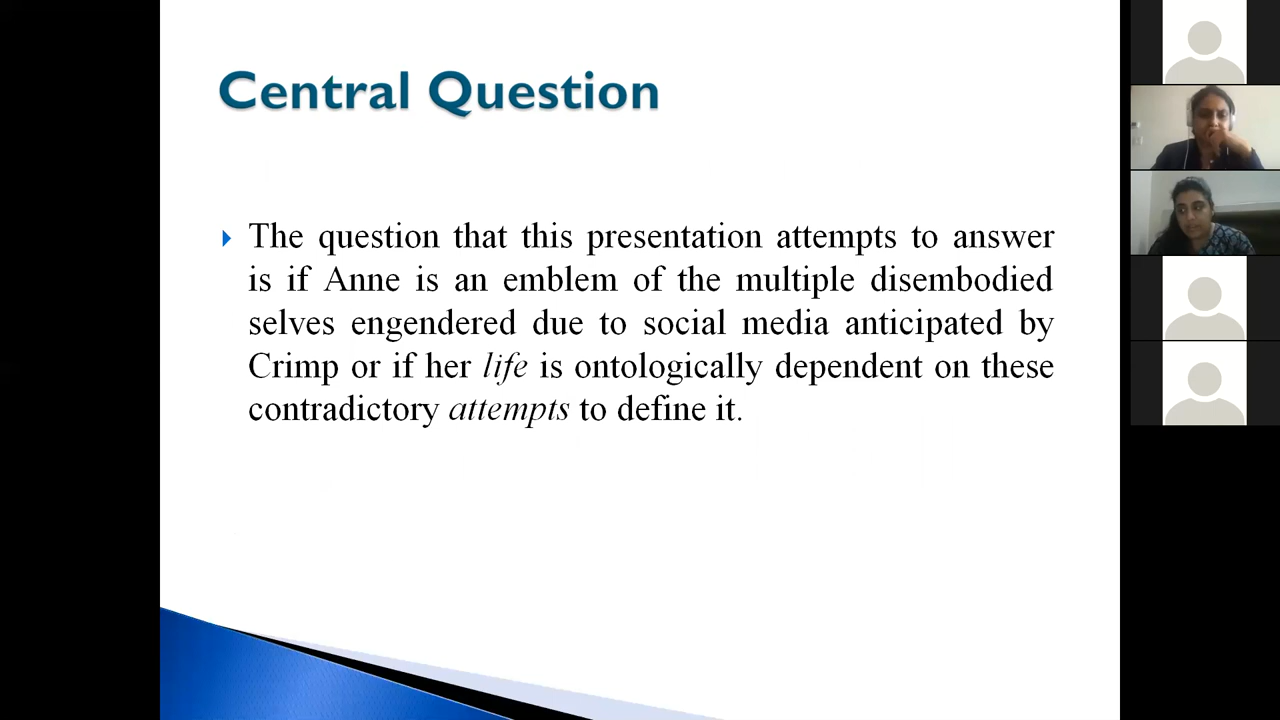 Central Question
The question that this presentation attempts to answer
is if Anne is an emblem of the multiple disembodied
selves engendered due to social media anticipated by
Crimp or if her life is ontologically dependent on these
contradictory attempts to define it.